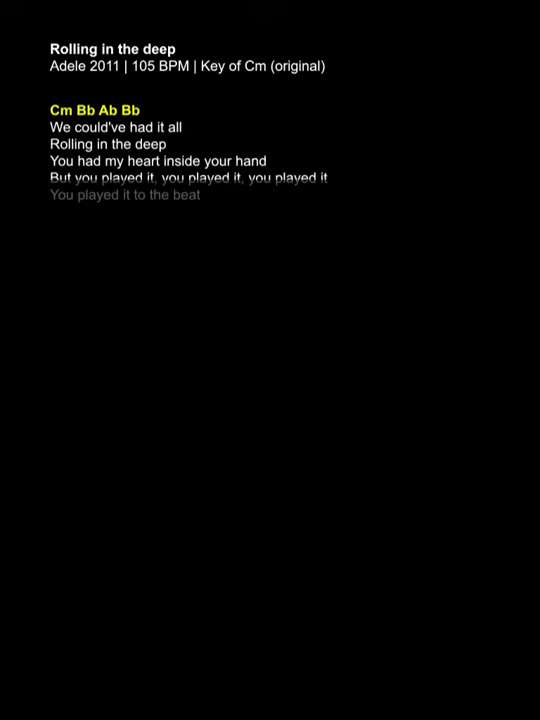 Rolling in the deep
Adele 2011 | 105 BPM | Key of Cm (original)
Cm Bb Ab Bb
We could've had it all
Rolling in the deep
You had my heart inside your hand
But you played it, you played it, you played it
You played it to the beat